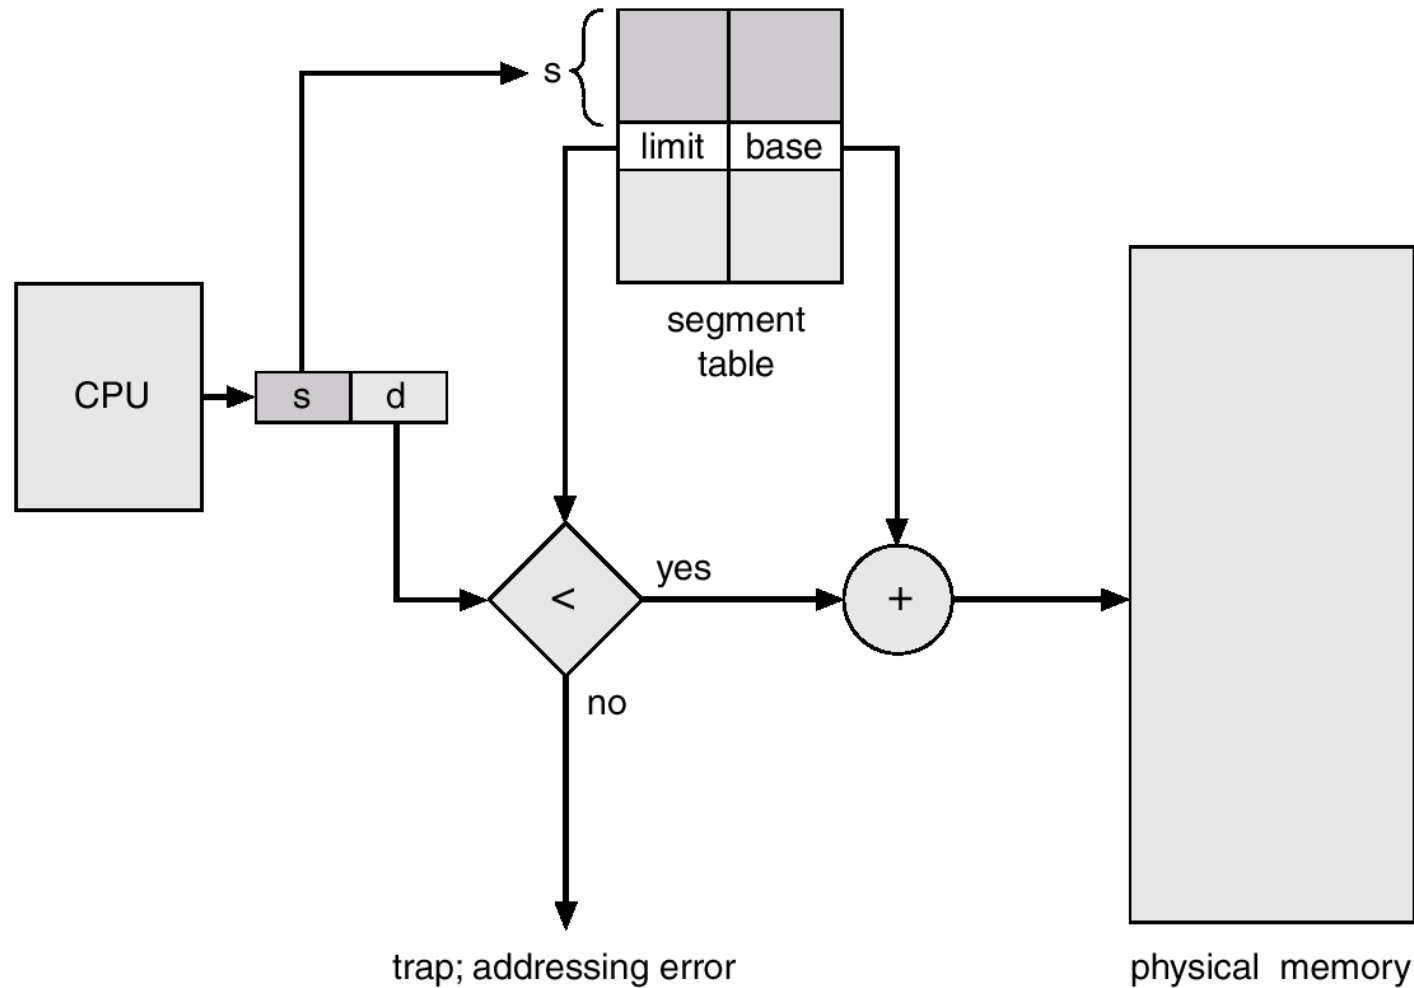 s
limit base
segment
table
CPU
s d
<
yes
+
no
trap; addressing error
physical memory